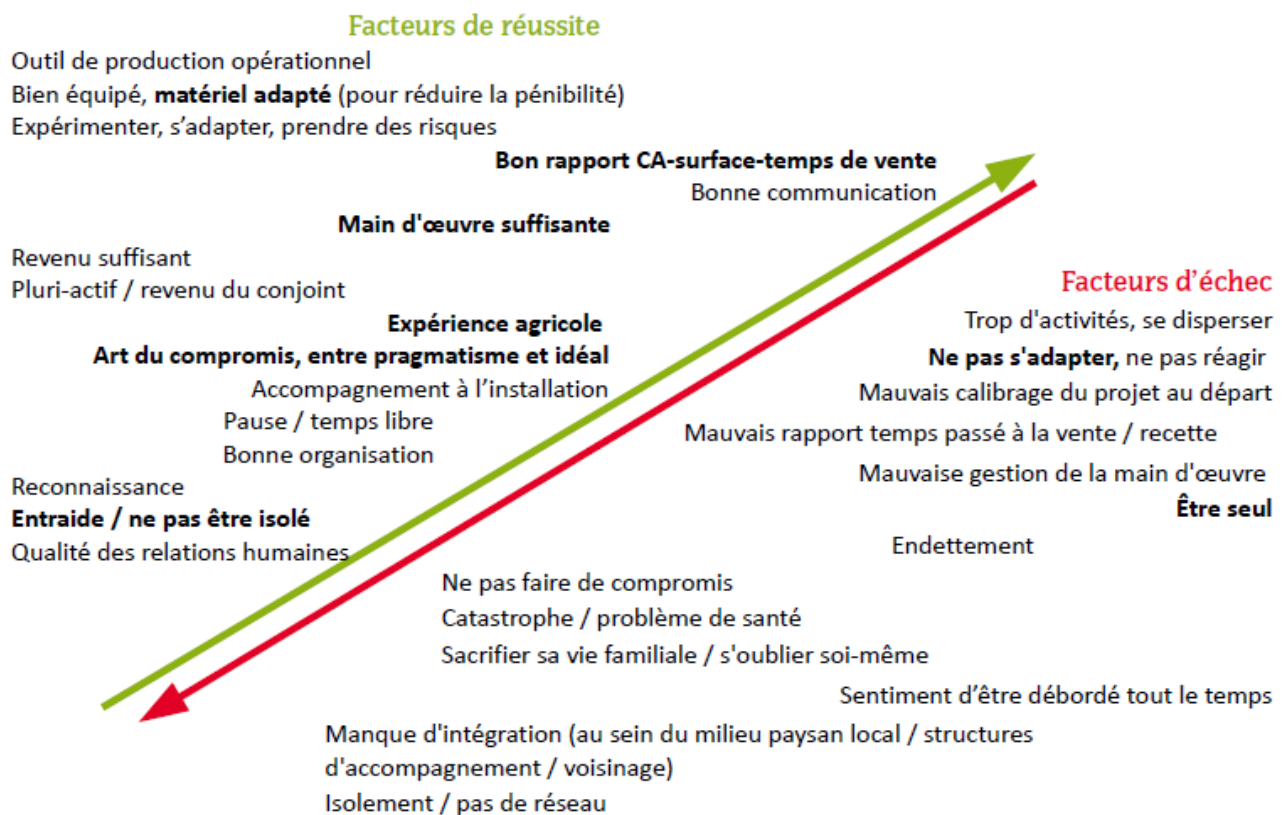 Facteurs de réussite
Outil de production opérationnel
Bien équipé, matériel adapté (pour réduire la pénibilité)
Expérimenter, s’adapter, prendre des risques
Bon rapport CA-surface-temps de vente
Bonne communication
Main d'œuvre suffisante
Revenu suffisant
Pluri-actif / revenu du conjoint
Expérience agricole
Art du compromis, entre pragmatisme et idéal
Accompagnement à l’installation
Pause / temps libre
Bonne organisation
Reconnaissance
Entraide / ne pas être isolé
Qualité des relations humaines
Facteurs d’échec
Trop d'activités, se disperser
Ne pas s'adapter, ne pas réagir
Mauvais calibrage du projet au départ
Mauvais rapport temps passé à la vente / recette
Mauvaise gestion de la main d'œuvre
Être seul
Endettement
Ne pas faire de compromis
Catastrophe / problème de santé
Sacrifier sa vie familiale / s'oublier soi-même
Sentiment d’être débordé tout le temps
Manque d'intégration (au sein du milieu paysan local / structures
d'accompagnement / voisinage)
Isolement / pas de réseau